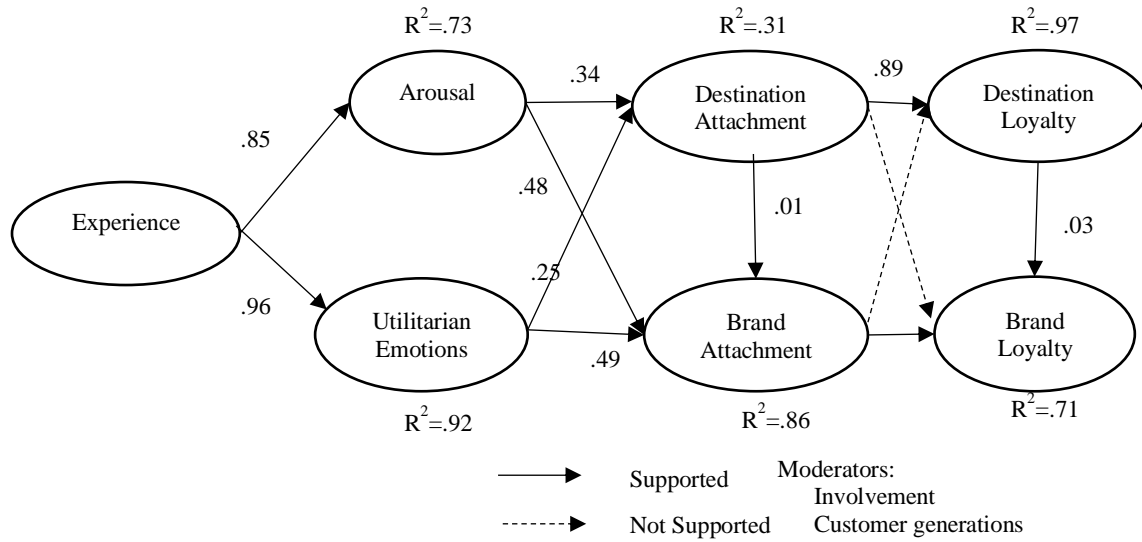 R²=.73
R²=.31
R²=.97
Arousal
.34
Destination
Attachment
.89
Destination
Loyalty
.85
.48
.01
.03
Experience
.25
.96
Utilitarian
Emotions
.49
Brand
Attachment
Brand
Loyalty
R²=.92
R²=.86
R²=.71
Supported
Not Supported
Moderators:
Involvement
Customer generations